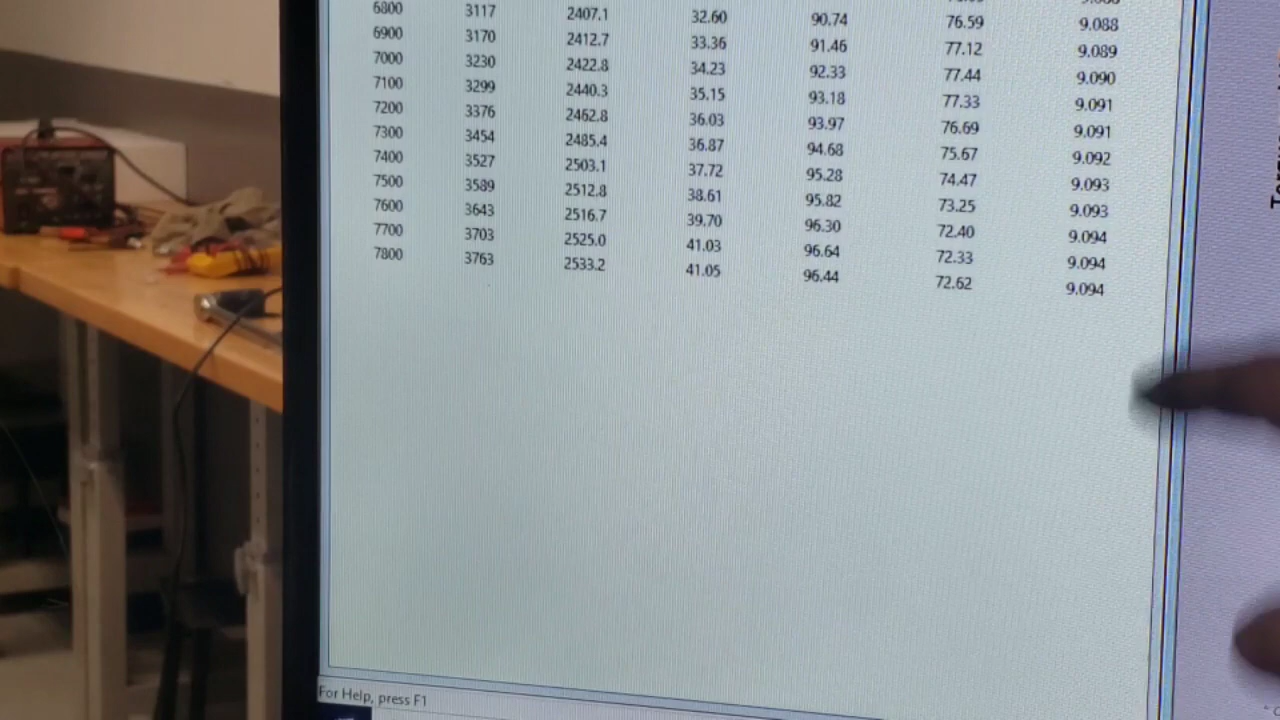 6800 3117 2407.1 32.60 90.74 76.59 9.088
6900 3170 2412.7 33.36 91.46 77.12 9.089
7000 3230 2422.8 34.23 92.33 77.44 9.090
7100 3299 2440.3 35.15 93.18 77.33 9.091
7200 3376 2462.8 36.03 93.97 76.69 9.091
7300 3454 2485.4 36.87 94.68 75.67 9.092
7400 3527 2503.1 37.72 95.28 74.47 9.093
7500 3589 2512.8 38.61 95.82 73.25 9.093
7600 3643 2516.7 39.70 96.30 72.40 9.094
7700 3703 2525.0 41.03 96.64 72.33 9.094
7800 3763 2533.2 41.05 96.44 72.62 9.094
For Help, press F1